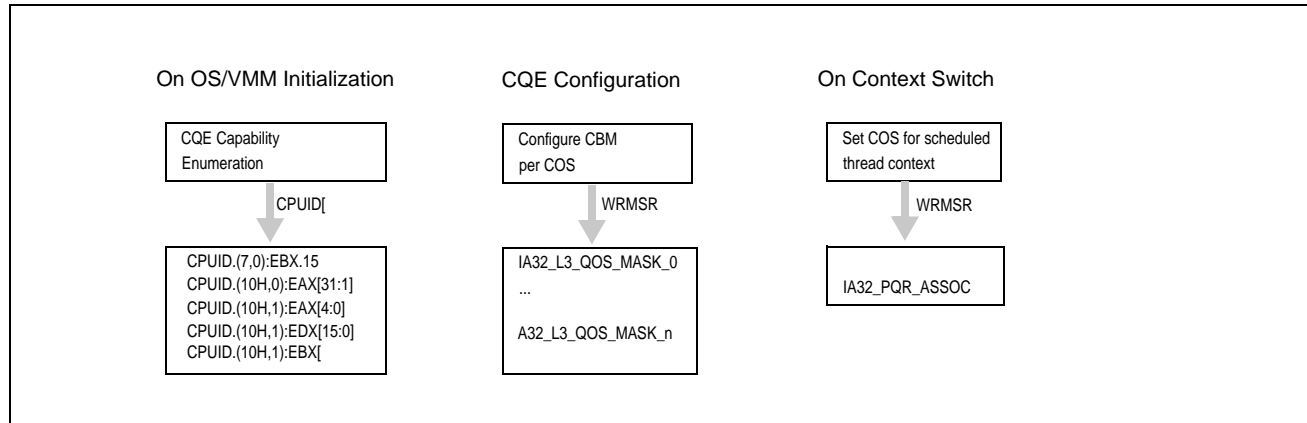 On OS/VMM Initialization
CQE Capability
Enumeration
CPUID[
CPUID.(7,0):EBX.15
CPUID.(10H,0):EAX[31:1]
CPUID.(10H,1):EAX[4:0]
CPUID.(10H,1):EDX[15:0]
CPUID.(10H,1):EBX[
CQE Configuration
Configure CBM
per COS
WRMSR
IA32_L3_QOS_MASK_0
...
A32_L3_QOS_MASK_n
On Context Switch
Set COS for scheduled
thread context
WRMSR
IA32_PQR_ASSOC